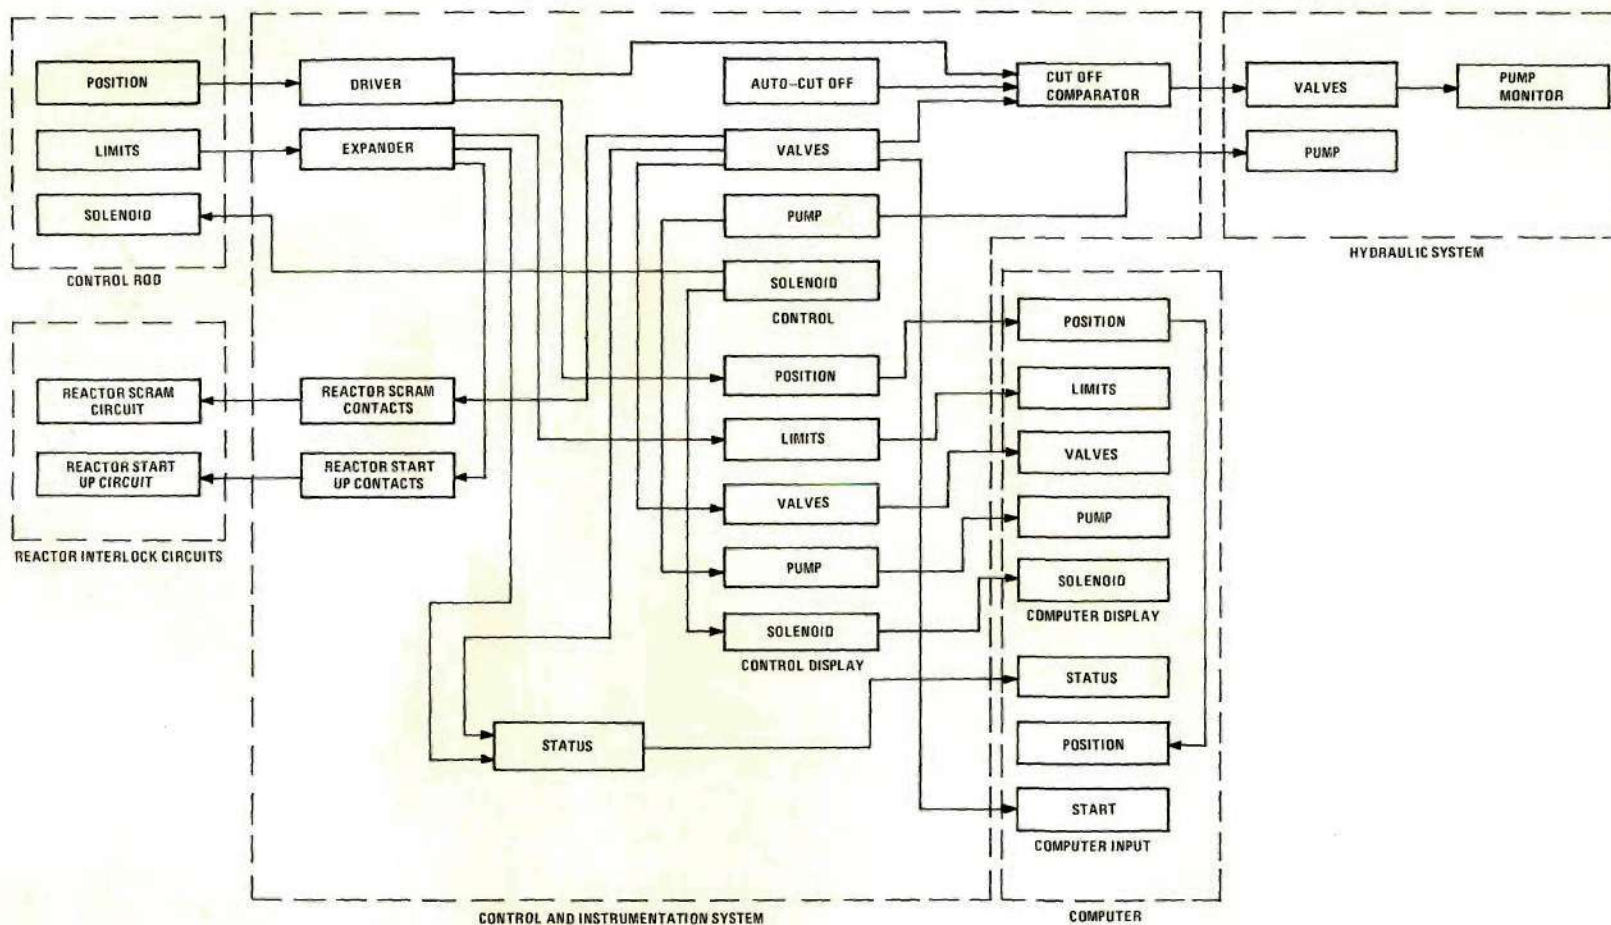 POSITION
LIMITS
SOLENOID
CONTROL ROD
REACTOR SCRAM
CIRCUIT
REACTOR START
UP CIRCUIT
REACTOR INTERLOCK CIRCUITS
DRIVER
EXPANDER
REACTOR SCRAM
CONTACTS
REACTOR START
UP CONTACTS
STATUS
AUTO-CUT OFF
VALVES
PUMP
SOLENOID
CONTROL
POSITION
LIMITS
VALVES
PUMP
SOLENOID
CONTROL DISPLAY
CUT OFF
COMPARATOR
CONTROL AND INSTRUMENTATION SYSTEM
VALVES
PUMP
MONITOR
PUMP
HYDRAULIC SYSTEM
POSITION
LIMITS
VALVES
PUMP
SOLENOID
COMPUTER DISPLAY
STATUS
POSITION
START
COMPUTER INPUT
COMPUTER